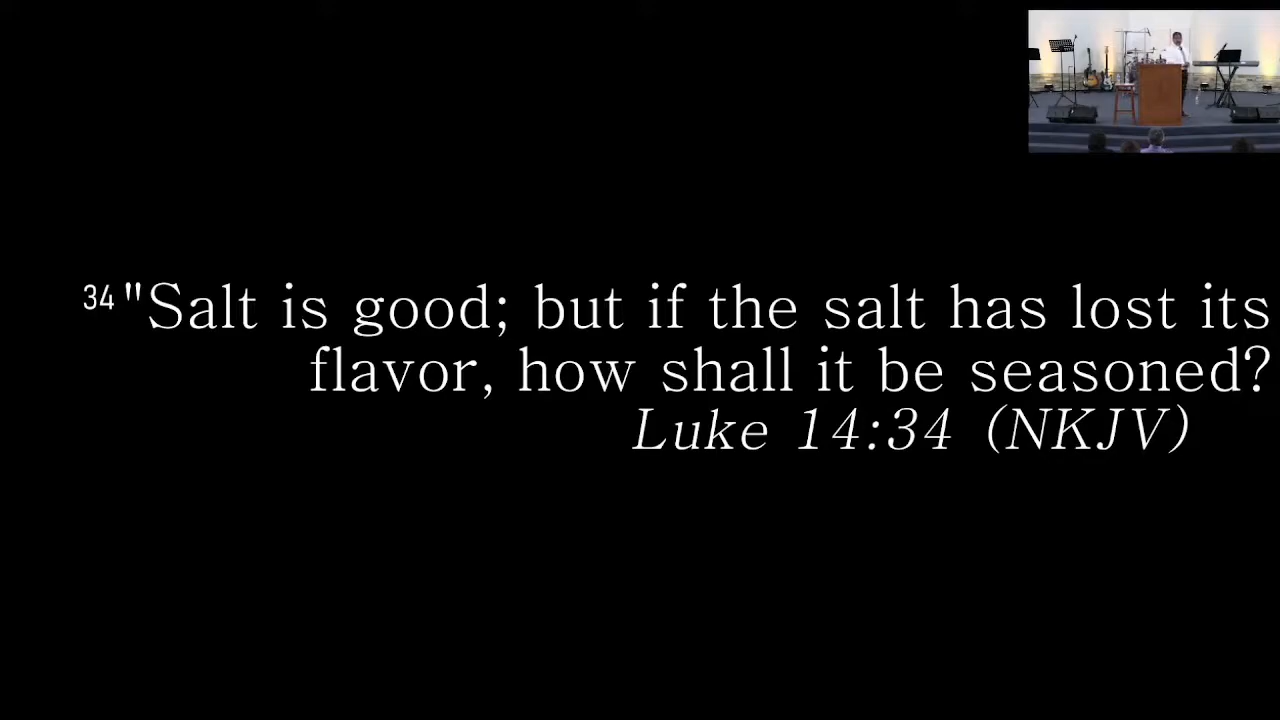 34 "Salt is good; but if the salt has lost its
flavor, how shall it be seasoned?
Luke 14:34 (NKJV)